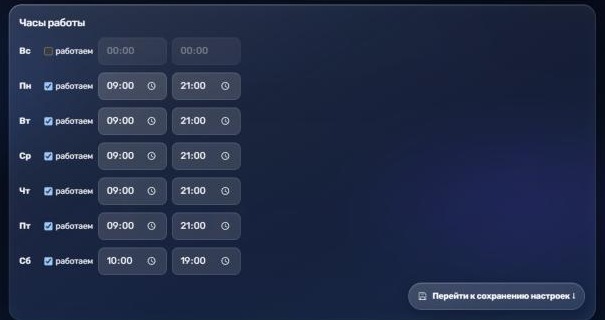 Часы работы
Вс работаем 00:00 00:00
Пн работаем 09:00 21:00
Вт работаем 09:00 21:00
Ср работаем 09:00 21:00
Чт работаем 09:00 21:00
Пт работаем 09:00 21:00
Сб работаем 10:00 19:00
Перейти к сохранению настроек ↓